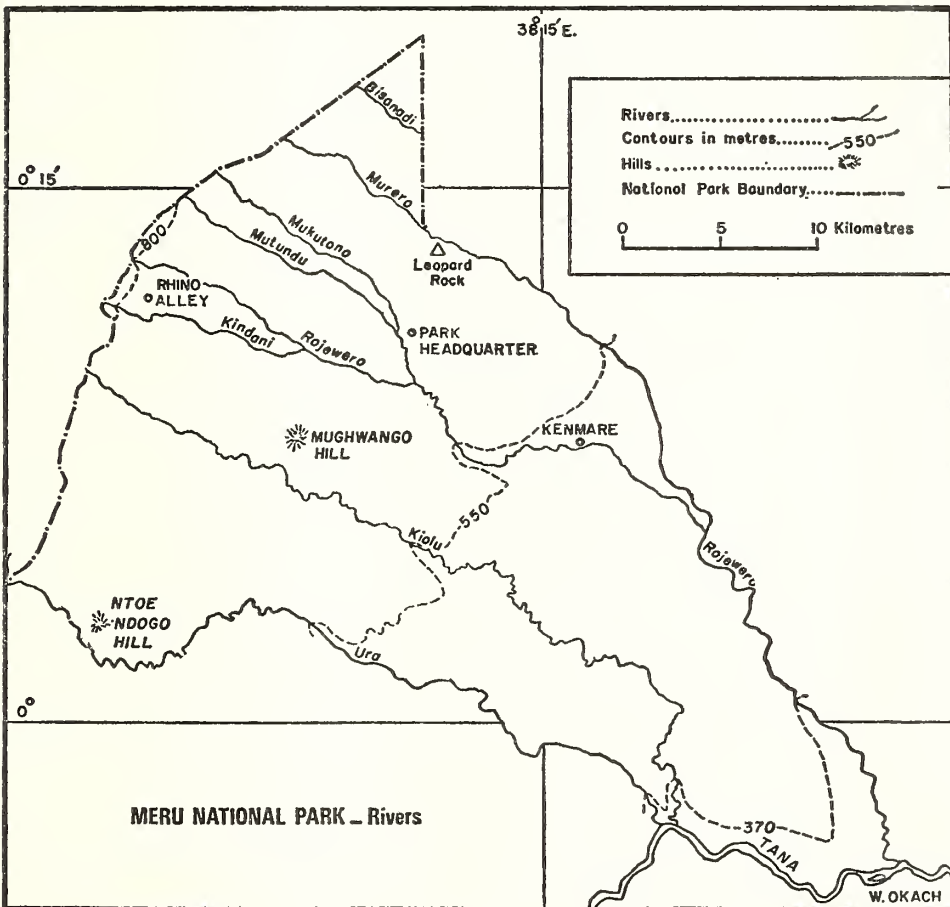 38° 15' E.
Rivers
Contours in metres 550
Hills
National Park Boundary
0 5 10 Kilometres
Bisanadi
0° 15'
Murera
800
Mukutano
Mutundu
Leopard
Rock
RHINO
ALLEY
Kindani
Rojewero
PARK
HEADQUARTER
KENMARE
MUGHWANGO
HILL
550
Kiolu
Rojewero
NTOE
NDOGO
HILL
Ura
0°
MERU NATIONAL PARK - Rivers
370
TANA
W. OKACH